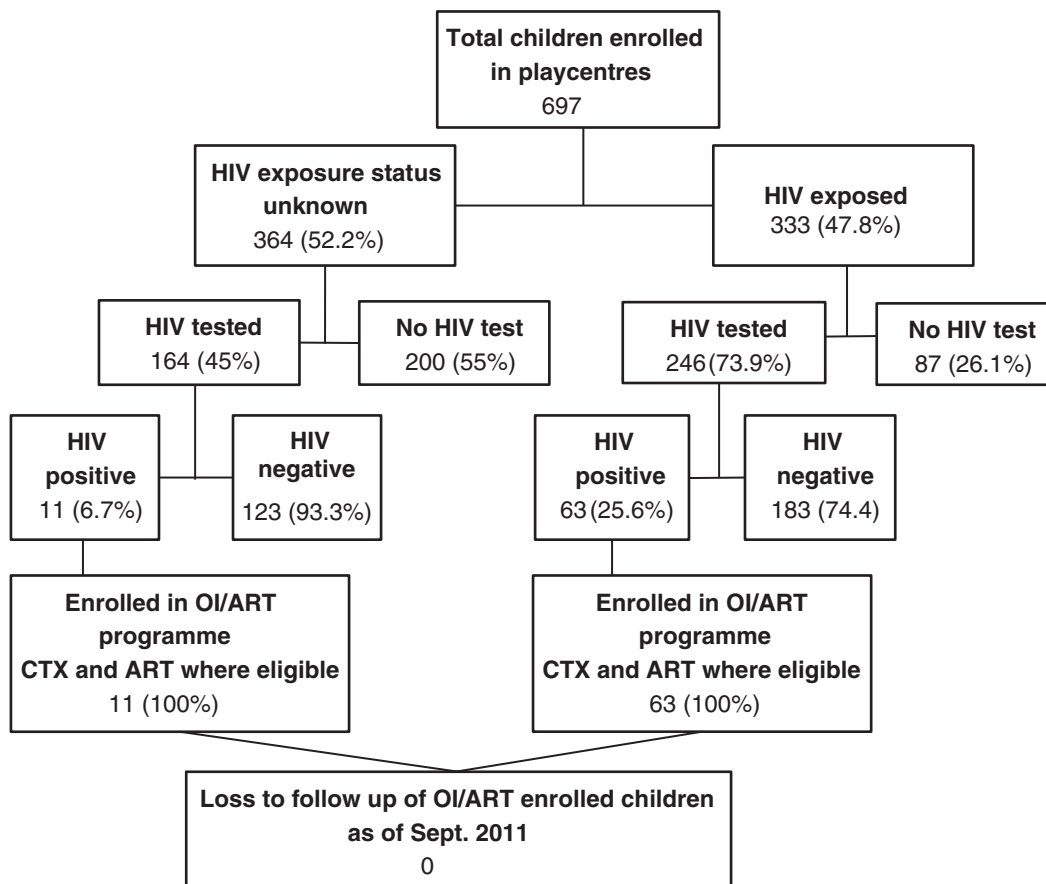 Total children enrolled
in playcentres
697
HIV exposure status
unknown
364 (52.2%)
HIV exposed
333 (47.8%)
HIV tested
164 (45%)
No HIV test
200 (55%)
HIV tested
246(73.9%)
No HIV test
87 (26.1%)
HIV
positive
11 (6.7%)
HIV
negative
123 (93.3%)
HIV
positive
63(25.6%)
HIV
negative
183 (74.4)
Enrolled in OI/ART
programme
CTX and ART where eligible
11 (100%)
Enrolled in OI/ART
programme
CTX and ART where eligible
63 (100%)
Loss to follow up of OI/ART enrolled children
as of Sept. 2011
0